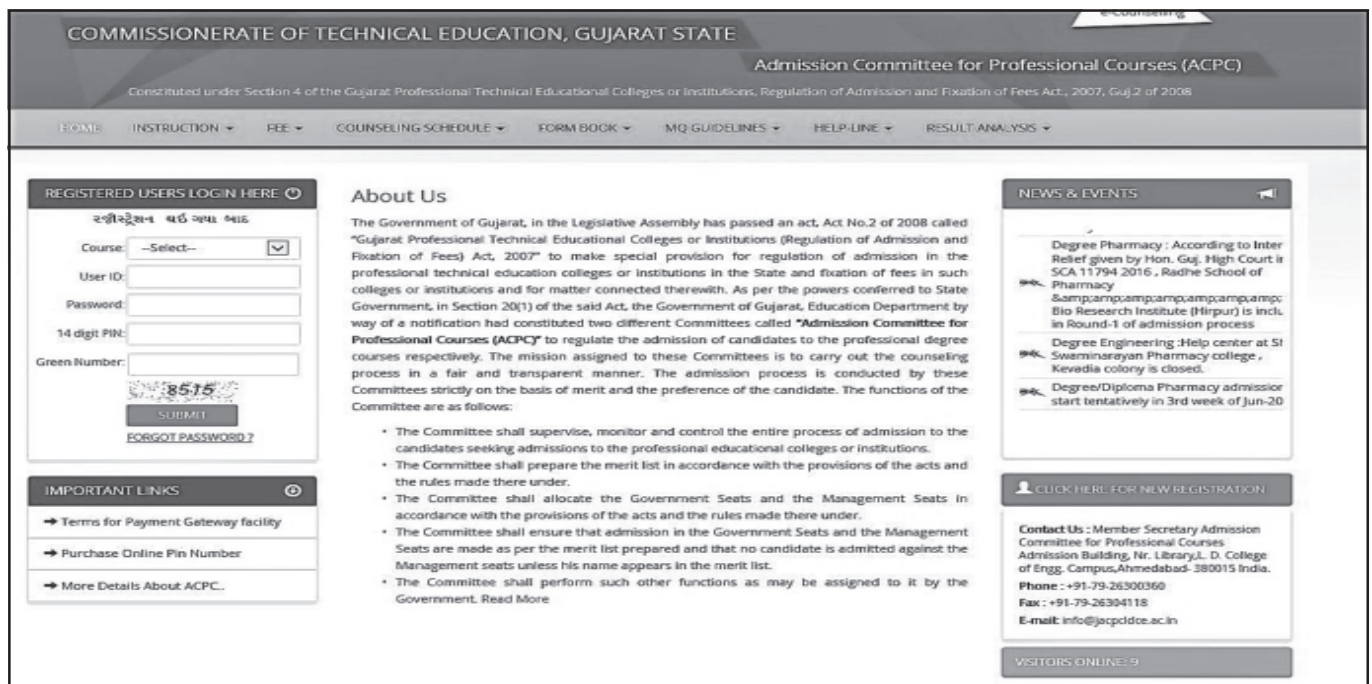 e-Counselling
COMMISSIONERATE OF TECHNICAL EDUCATION, GUJARAT STATE
Admission Committee for Professional Courses (ACPC)
Constituted under Section 4 of the Gujarat Professional Technical Educational Colleges or Institutions, Regulation of Admission and Fixation of Fees Act., 2007, Guj.2 of 2008
HOME INSTRUCTION FEE COUNSELING SCHEDULE FORM BOOK MQ GUIDELINES HELP-LINE RESULT ANALYSIS
REGISTERED USERS LOGIN HERE
રજીસ્ટ્રેશન થઈ ગયા બાદ
Course: --Select--
User ID:
Password:
14 digit PIN:
Green Number:
8515
SUBMIT
FORGOT PASSWORD ?
IMPORTANT LINKS
Terms for Payment Gateway facility
Purchase Online Pin Number
More Details About ACPC..
About Us
The Government of Gujarat, in the Legislative Assembly has passed an act, Act No.2 of 2008 called
"Gujarat Professional Technical Educational Colleges or Institutions (Regulation of Admission and
Fixation of Fees) Act, 2007" to make special provision for regulation of admission in the
professional technical education colleges or institutions in the State and fixation of fees in such
colleges or institutions and for matter connected therewith. As per the powers conferred to State
Government, in Section 20(1) of the said Act, the Government of Gujarat, Education Department by
way of a notification had constituted two different Committees called "Admission Committee for
Professional Courses (ACPC)" to regulate the admission of candidates to the professional degree
courses respectively. The mission assigned to these Committees is to carry out the counseling
process in a fair and transparent manner. The admission process is conducted by these
Committees strictly on the basis of merit and the preference of the candidate. The functions of the
Committee are as follows:
• The Committee shall supervise, monitor and control the entire process of admission to the
candidates seeking admissions to the professional educational colleges or institutions.
• The Committee shall prepare the merit list in accordance with the provisions of the acts and
the rules made there under.
• The Committee shall allocate the Government Seats and the Management Seats in
accordance with the provisions of the acts and the rules made there under.
• The Committee shall ensure that admission in the Government Seats and the Management
Seats are made as per the merit list prepared and that no candidate is admitted against the
Management seats unless his name appears in the merit list.
• The Committee shall perform such other functions as may be assigned to it by the
Government. Read More
NEWS & EVENTS
Degree Pharmacy : According to Inter
Relief given by Hon. Guj. High Court in
SCA 11794 2016 , Radhe School of
Pharmacy
&amp;amp;amp;amp;amp;amp;amp;
Bio Research Institute (Hirpur) is inclu
in Round-1 of admission process
Degree Engineering :Help center at Sh
Swaminarayan Pharmacy college ,
Kevadia colony is closed.
Degree/Diploma Pharmacy admission
start tentatively in 3rd week of Jun-20
CLICK HERE FOR NEW REGISTRATION
Contact Us : Member Secretary Admission
Committee for Professional Courses
Admission Building, Nr. Library,L. D. College
of Engg. Campus,Ahmedabad- 380015 India.
Phone : +91-79-26300360
Fax : +91-79-26304118
E-mail: info@jacpcldce.ac.in
VISITORS ONLINE: 9